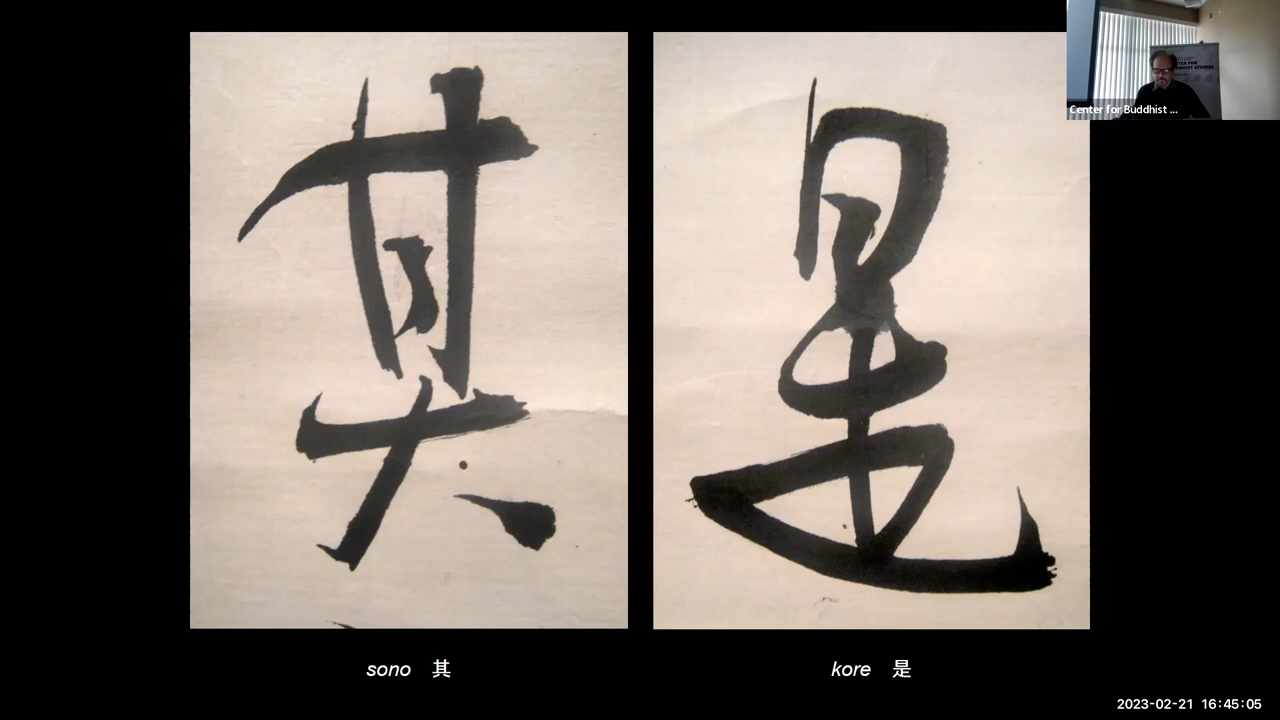 其
是
sono 其
kore 是
Center for Buddhist ...
2023-02-21 16:45:05